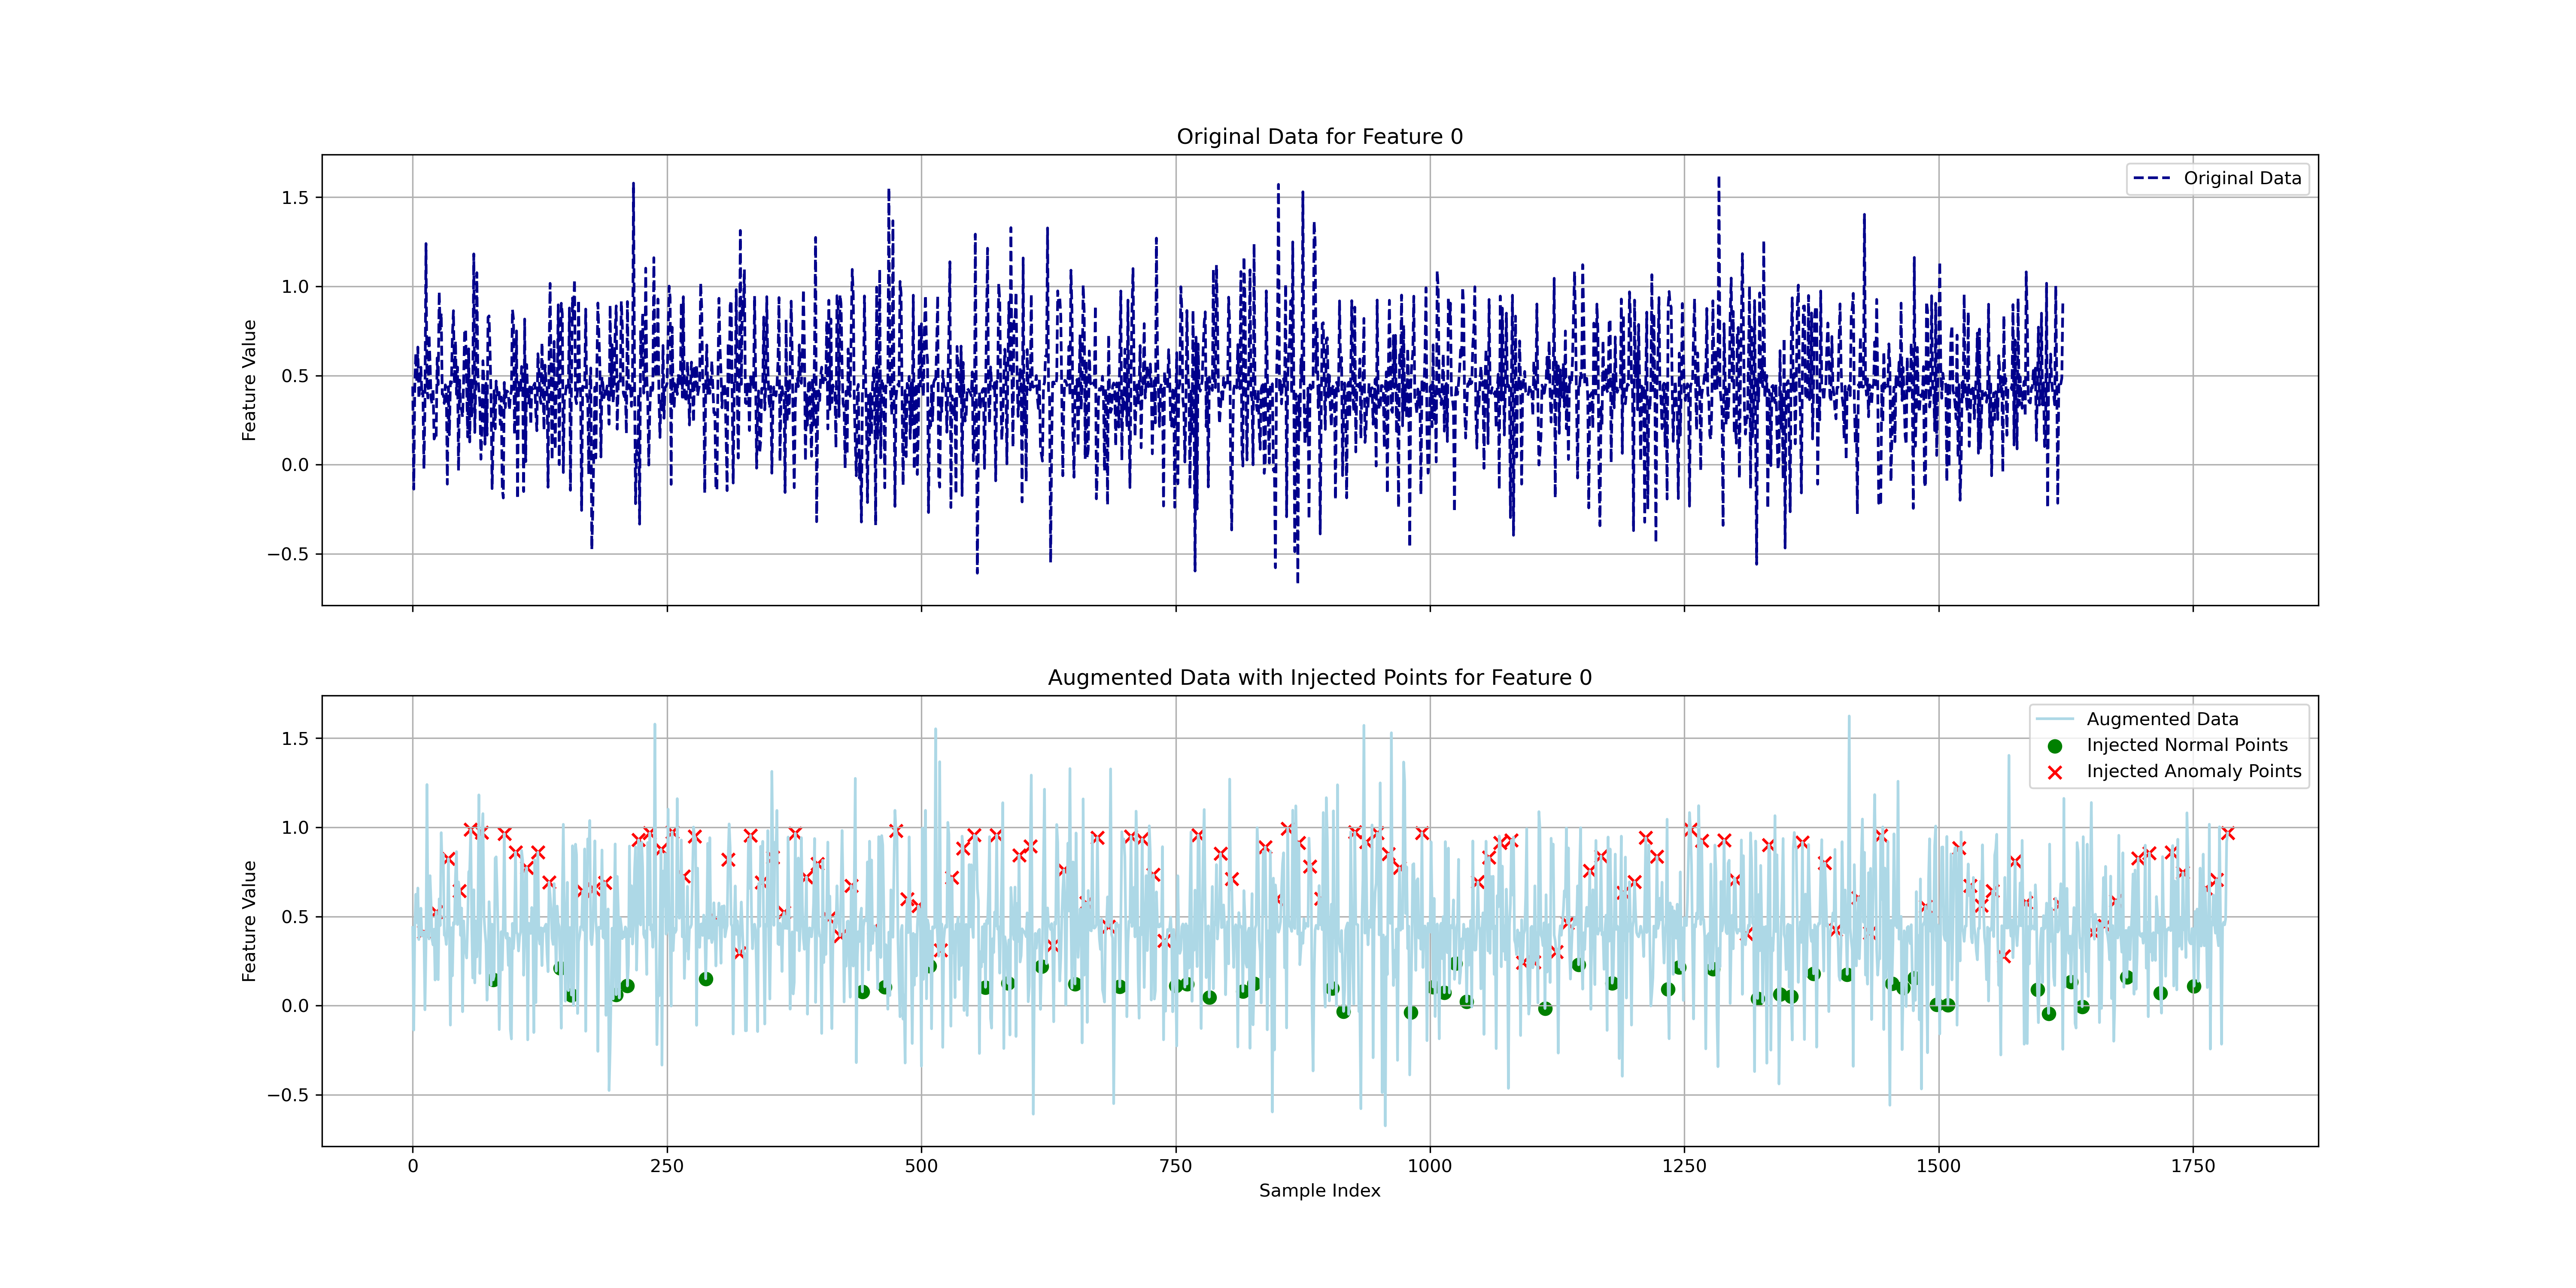 Original Data for Feature 0
Original Data
1.5
1.0
0.5
0.0
−0.5
Feature Value
Augmented Data with Injected Points for Feature 0
Augmented Data
Injected Normal Points
Injected Anomaly Points
1.5
1.0
0.5
0.0
−0.5
Feature Value
0 250 500 750 1000 1250 1500 1750
Sample Index